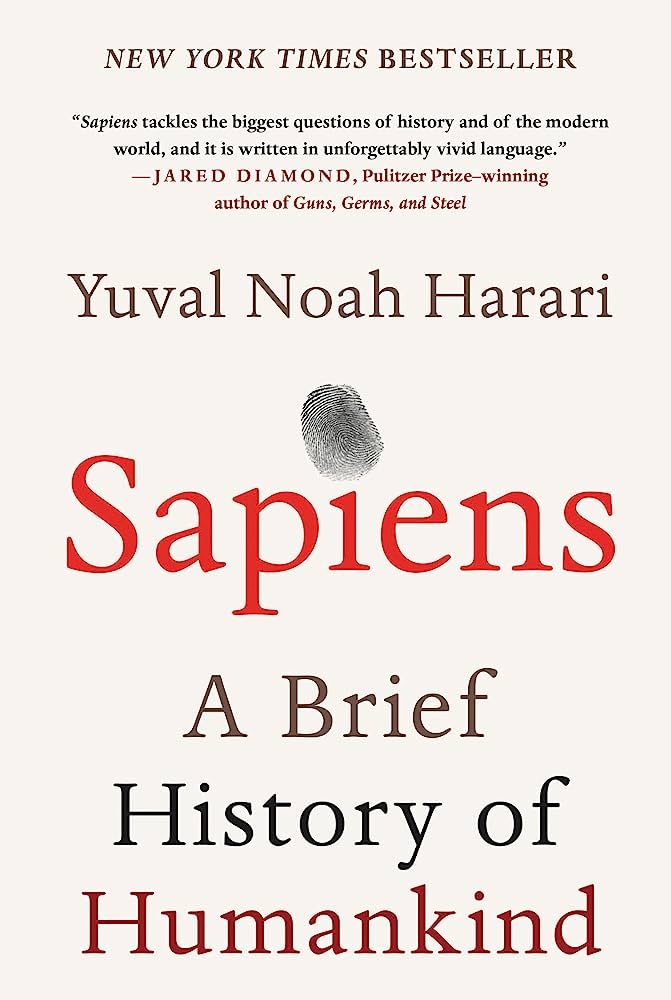 NEW YORK TIMES BESTSELLER
“Sapiens tackles the biggest questions of history and of the modern
world, and it is written in unforgettably vivid language.”
—JARED DIAMOND, Pulitzer Prize–winning
author of Guns, Germs, and Steel
Yuval Noah Harari
Sapiens
A Brief
History of
Humankind